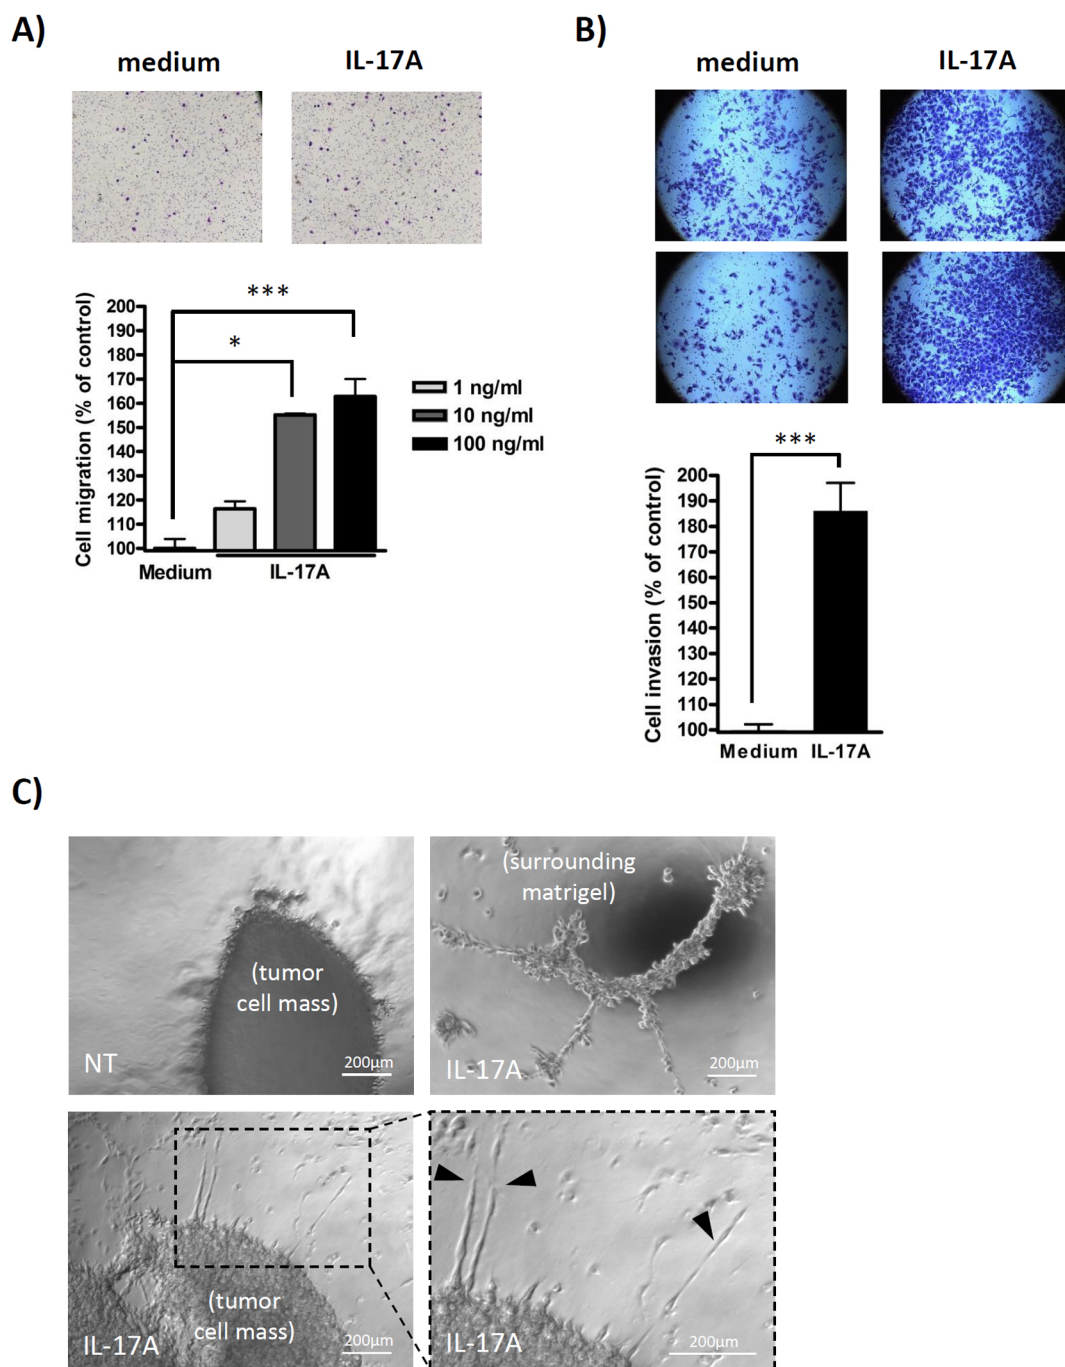 A)
medium
IL-17A
Cell migration (% of control)
200
190
180
170
160
150
140
130
120
110
100
***
*
1 ng/ml
10 ng/ml
100 ng/ml
Medium
IL-17A
B)
medium
IL-17A
Cell invasion (% of control)
200
190
180
170
160
150
140
130
120
110
100
***
Medium
IL-17A
C)
(tumor
cell mass)
NT
200µm
(surrounding
matrigel)
IL-17A
200µm
(tumor
cell mass)
IL-17A
200µm
IL-17A
200µm